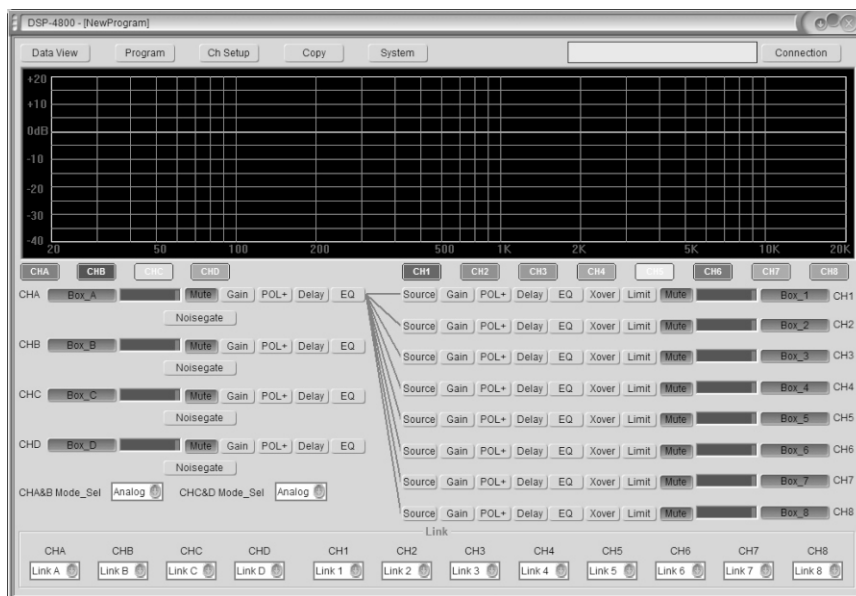 DSP-4800 - [NewProgram]
Data View Program Ch Setup Copy System Connection
+20
+10
0dB
-10
-20
-30
-40
20 50 100 200 500 1K 2K 5K 10K 20K
CHA CHB CHC CHD CH1 CH2 CH3 CH4 CH5 CH6 CH7 CH8
CHA Box_A Mute Gain POL+ Delay EQ Source Gain POL+ Delay EQ Xover Limit Mute Box_1 CH1
Noisegate
Source Gain POL+ Delay EQ Xover Limit Mute Box_2 CH2
CHB Box_B Mute Gain POL+ Delay EQ Source Gain POL+ Delay EQ Xover Limit Mute Box_3 CH3
Noisegate
Source Gain POL+ Delay EQ Xover Limit Mute Box_4 CH4
CHC Box_C Mute Gain POL+ Delay EQ
Noisegate Source Gain POL+ Delay EQ Xover Limit Mute Box_5 CH5
CHD Box_D Mute Gain POL+ Delay EQ Source Gain POL+ Delay EQ Xover Limit Mute Box_6 CH6
Noisegate
Source Gain POL+ Delay EQ Xover Limit Mute Box_7 CH7
CHA&B Mode_Sel Analog CHC&D Mode_Sel Analog
Source Gain POL+ Delay EQ Xover Limit Mute Box_8 CH8
Link
CHA CHB CHC CHD CH1 CH2 CH3 CH4 CH5 CH6 CH7 CH8
Link A Link B Link C Link D Link 1 Link 2 Link 3 Link 4 Link 5 Link 6 Link 7 Link 8